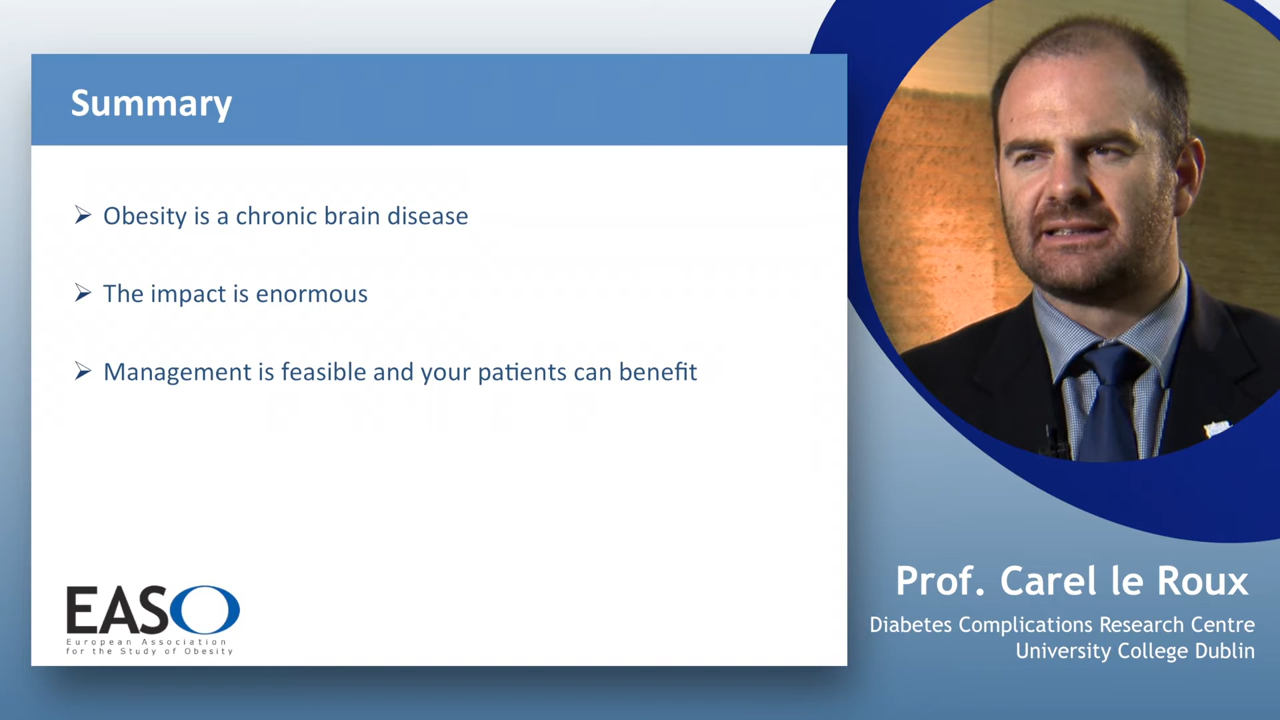 Summary
Obesity is a chronic brain disease
The impact is enormous
Management is feasible and your patients can benefit
EASO
European Association
for the Study of Obesity
Prof. Carel le Roux
Diabetes Complications Research Centre
University College Dublin